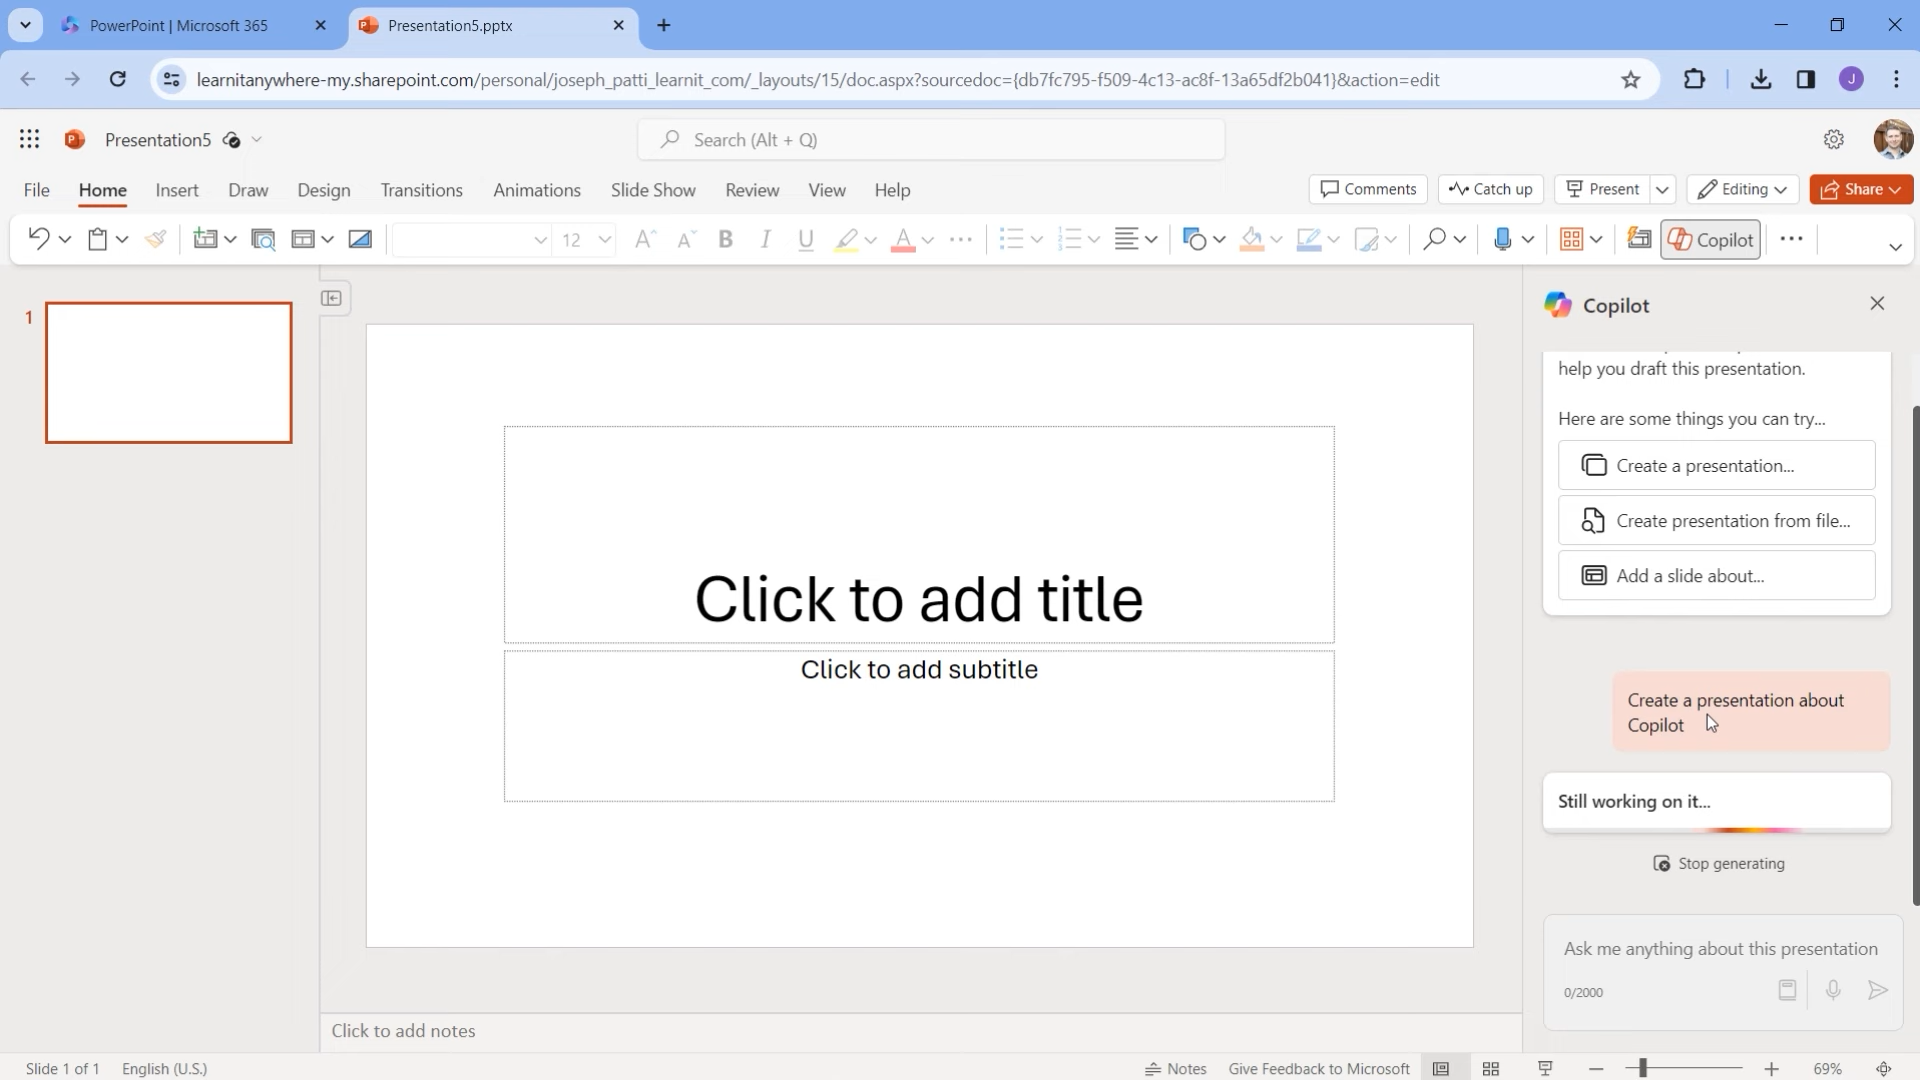 PowerPoint | Microsoft 365
Presentation5.pptx
learnitanywhere-my.sharepoint.com/personal/joseph_patti_learnit_com/_layouts/15/doc.aspx?sourcedoc={db7fc795-f509-4c13-ac8f-13a65df2b041}&action=edit
J
P
Presentation5
Search (Alt + Q)
File Home Insert Draw Design Transitions Animations Slide Show Review View Help
Comments Catch up Present Editing Share
12 A A B I U A Copilot
1
Copilot
help you draft this presentation.
Here are some things you can try...
Create a presentation...
Create presentation from file...
Add a slide about...
Click to add title
Click to add subtitle
Create a presentation about
Copilot
Still working on it...
Stop generating
Ask me anything about this presentation
0/2000
Click to add notes
Slide 1 of 1 English (U.S.) Notes Give Feedback to Microsoft 69%